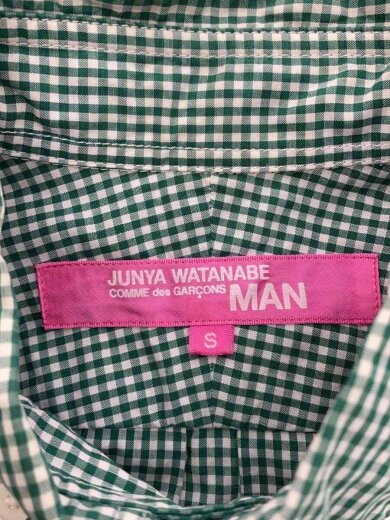 JUNYA WATANABE
COMME des GARÇONS MAN
S